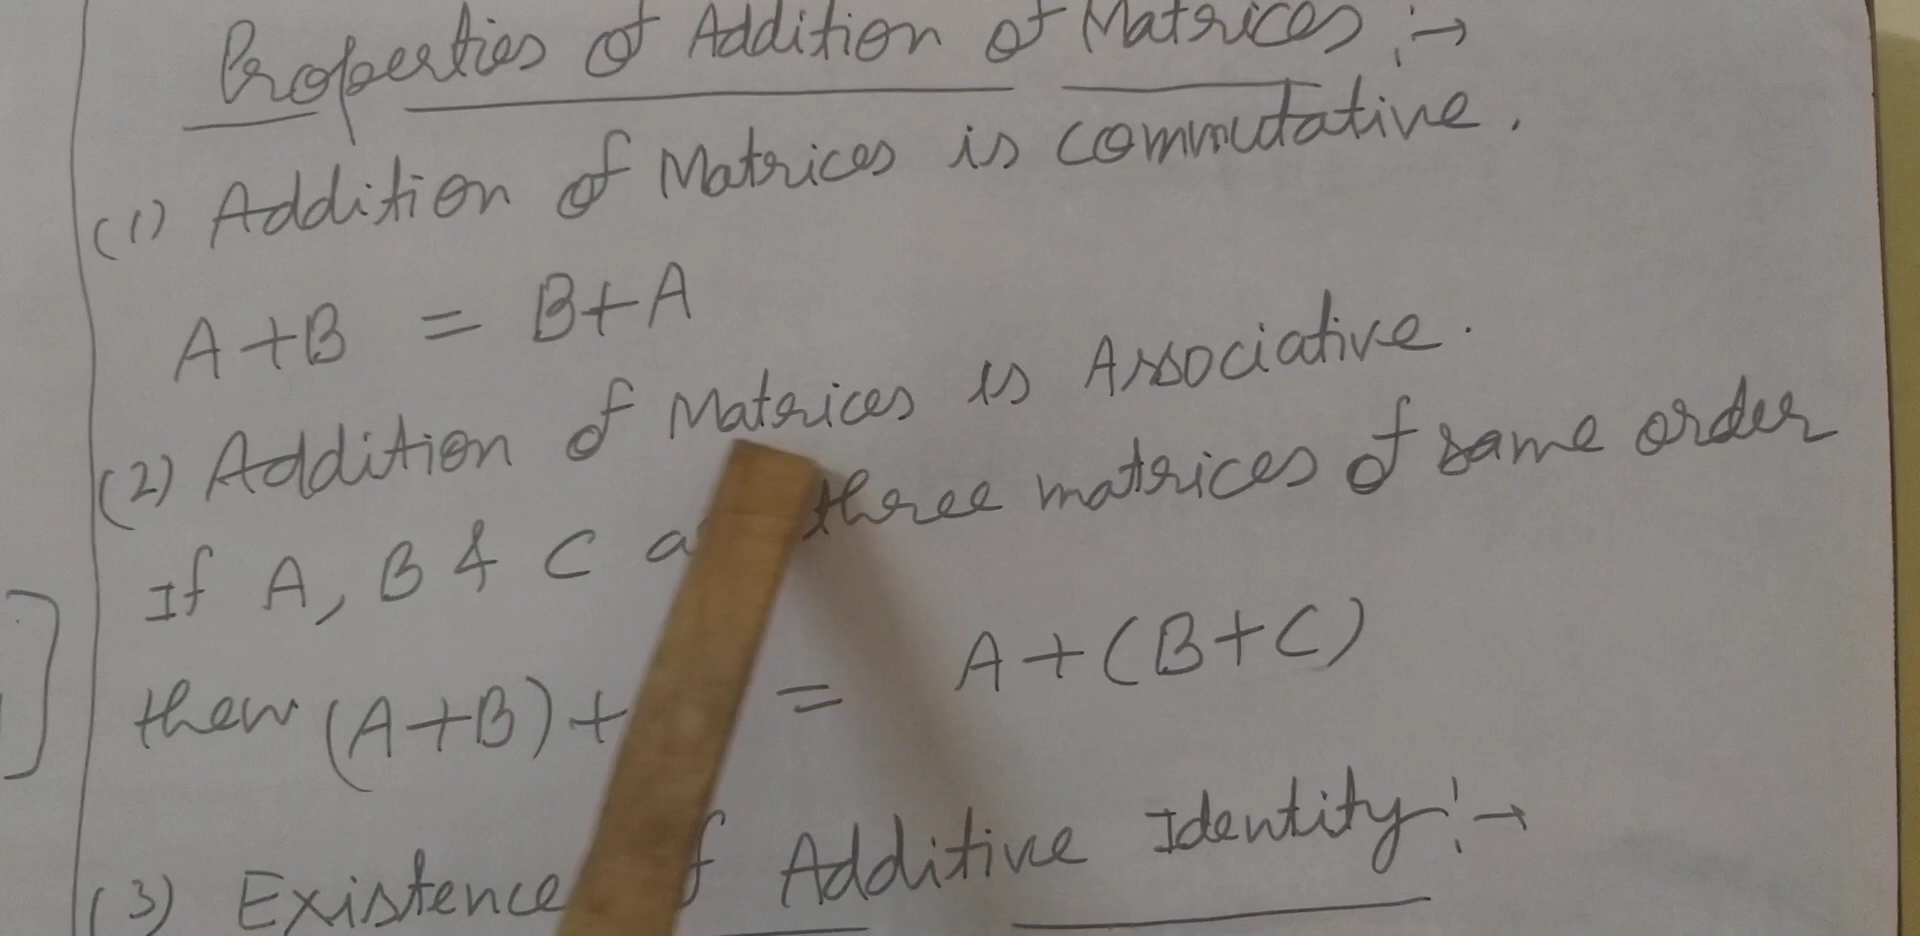 Properties of Addition of Matrices :→
(1) Addition of Matrices is commutative.
A+B = B+A
(2) Addition of Matrices is Associative.
If A, B & C three matrices of same order
then (A+B)+ = A+(B+C)
(3) Existence Additive Identity :→